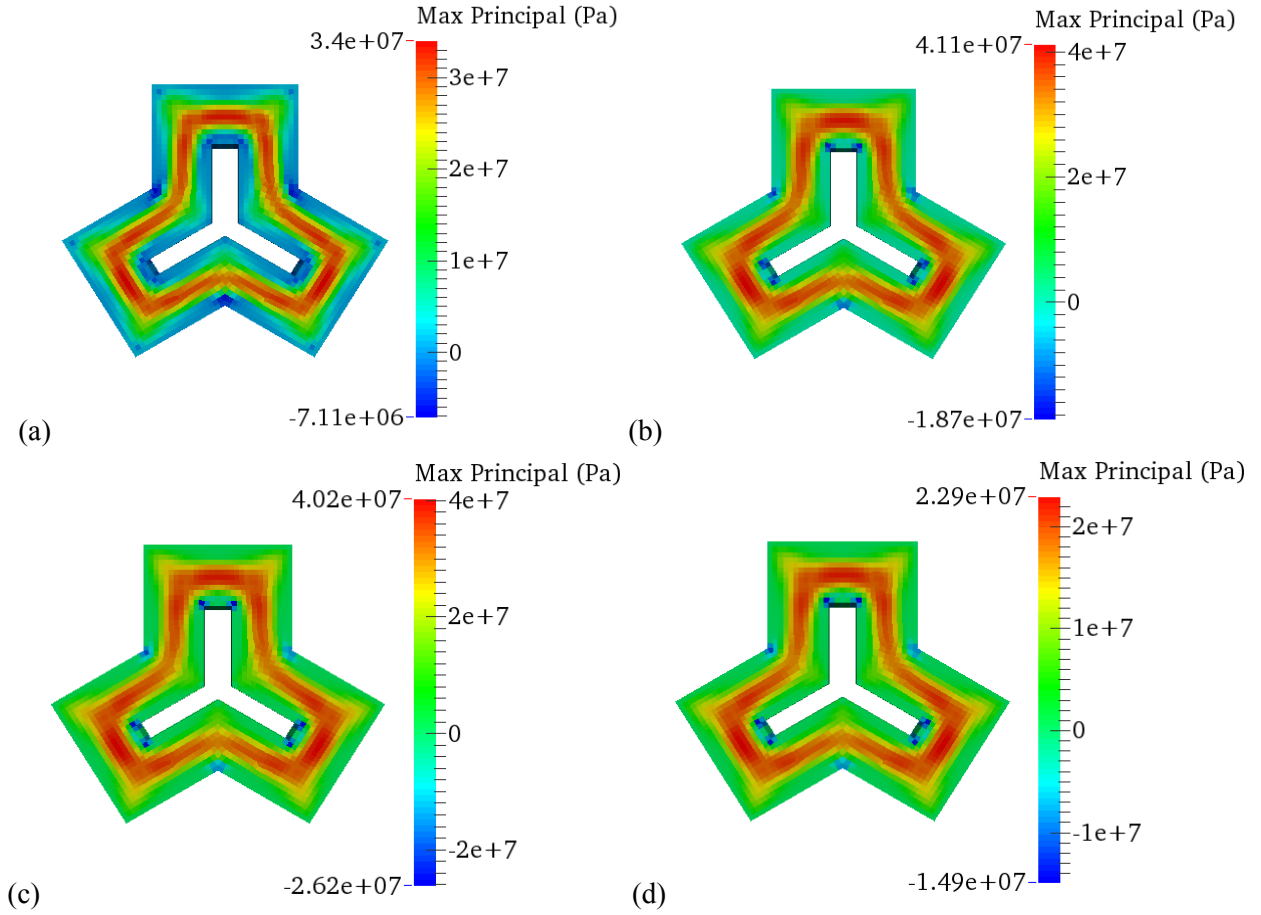 Max Principal (Pa)
3.4e+07
3e+7
2e+7
1e+7
0
-7.11e+06
(a)
Max Principal (Pa)
4.11e+07
4e+7
2e+7
0
-1.87e+07
(b)
Max Principal (Pa)
4.02e+07
4e+7
2e+7
0
-2e+7
-2.62e+07
(c)
Max Principal (Pa)
2.29e+07
2e+7
1e+7
0
-1e+7
-1.49e+07
(d)